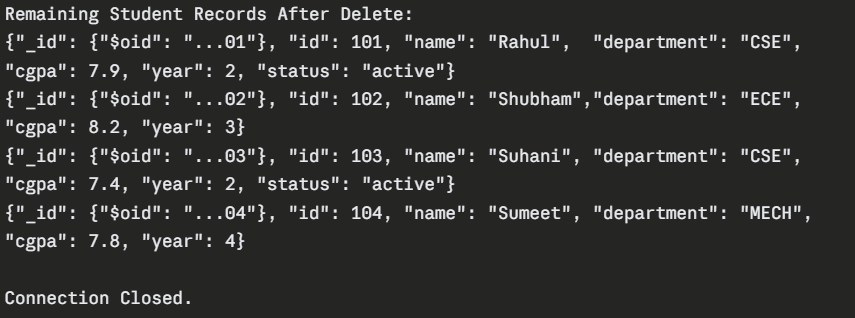 Remaining Student Records After Delete:
{"_id": {"$oid": "...01"}, "id": 101, "name": "Rahul",  "department": "CSE",
"cgpa": 7.9, "year": 2, "status": "active"}
{"_id": {"$oid": "...02"}, "id": 102, "name": "Shubham","department": "ECE",
"cgpa": 8.2, "year": 3}
{"_id": {"$oid": "...03"}, "id": 103, "name": "Suhani", "department": "CSE",
"cgpa": 7.4, "year": 2, "status": "active"}
{"_id": {"$oid": "...04"}, "id": 104, "name": "Sumeet", "department": "MECH",
"cgpa": 7.8, "year": 4}
Connection Closed.